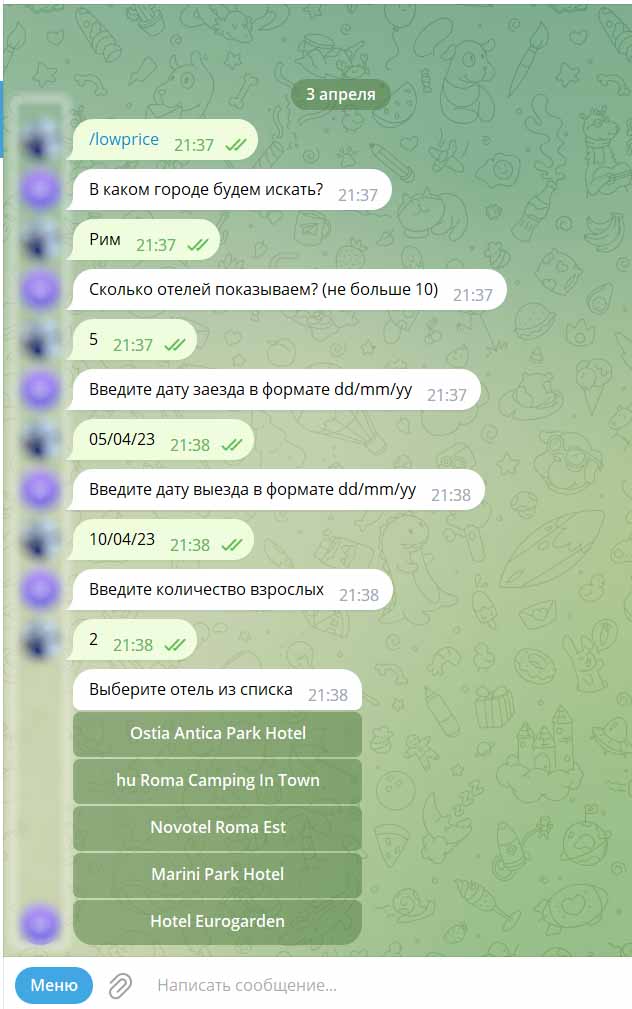 3 апреля
/lowprice 21:37
В каком городе будем искать? 21:37
Рим 21:37
Сколько отелей показываем? (не больше 10) 21:37
5 21:37
Введите дату заезда в формате dd/mm/yy 21:37
05/04/23 21:38
Введите дату выезда в формате dd/mm/yy 21:38
10/04/23 21:38
Введите количество взрослых 21:38
2 21:38
Выберите отель из списка 21:38
Ostia Antica Park Hotel
hu Roma Camping In Town
Novotel Roma Est
Marini Park Hotel
Hotel Eurogarden
Меню Написать сообщение...